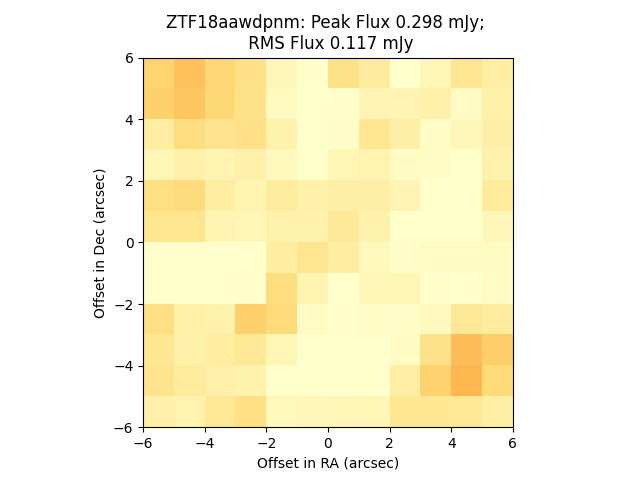 ZTF18aawdpnm: Peak Flux 0.298 mJy;
RMS Flux 0.117 mJy
6
4
2
0
−2
−4
−6
Offset in Dec (arcsec)
−6 −4 −2 0 2 4 6
Offset in RA (arcsec)